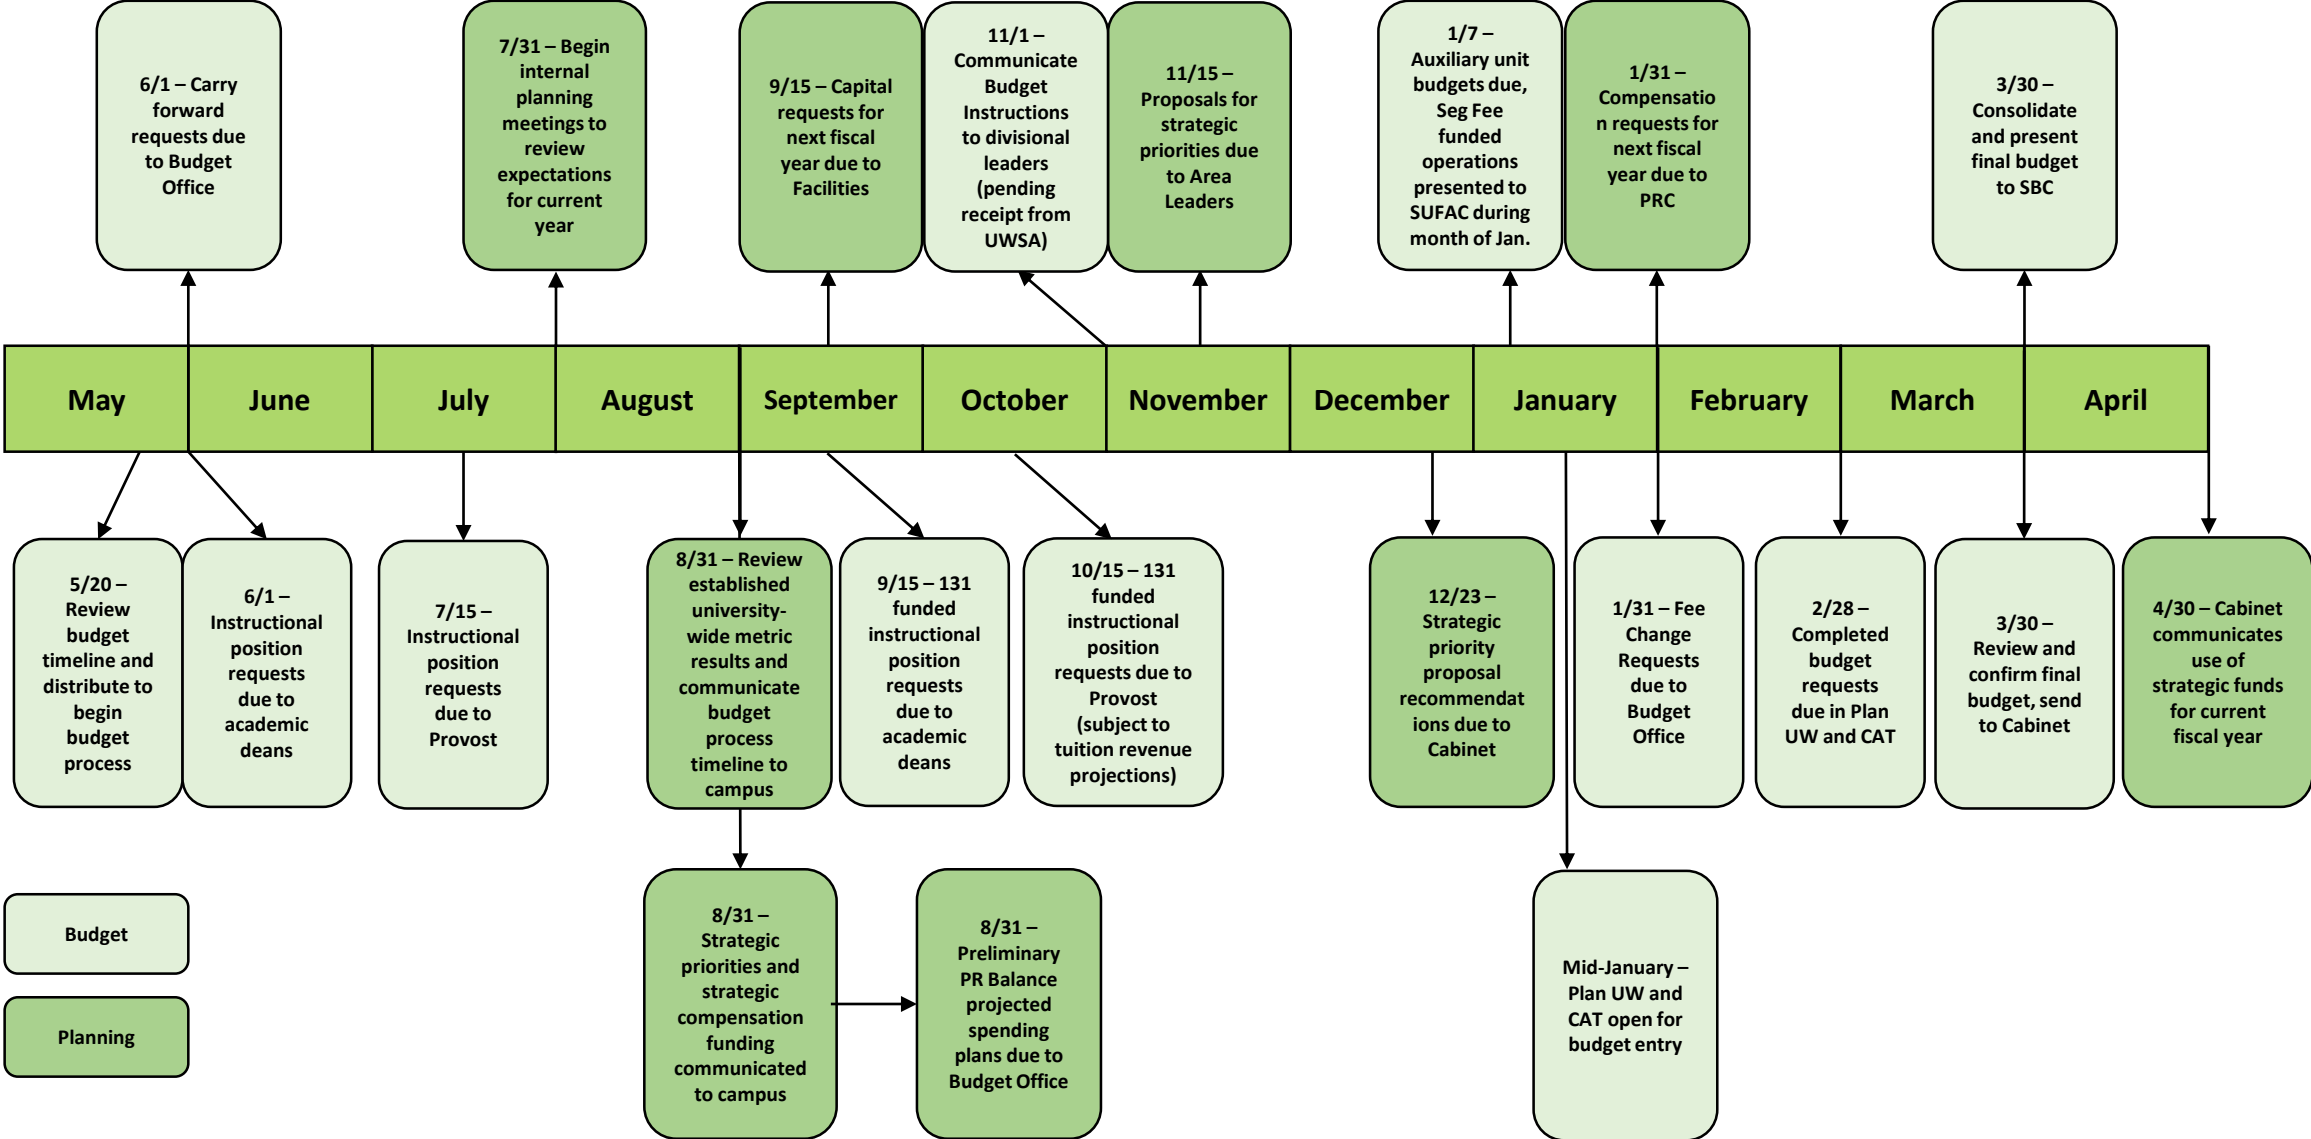 6/1 – Carry
forward
requests due
to Budget
Office
7/31 – Begin
internal
planning
meetings to
review
expectations
for current
year
9/15 – Capital
requests for
next fiscal
year due to
Facilities
11/1 –
Communicate
Budget
Instructions
to divisional
leaders
(pending
receipt from
UWSA)
11/15 –
Proposals for
strategic
priorities due
to Area
Leaders
1/7 –
Auxiliary unit
budgets due,
Seg Fee
funded
operations
presented to
SUFAC during
month of Jan.
1/31 –
Compensatio
n requests for
next fiscal
year due to
PRC
3/30 –
Consolidate
and present
final budget
to SBC
May
June
July
August
September
October
November
December
January
February
March
April
5/20 –
Review
budget
timeline and
distribute to
begin
budget
process
6/1 –
Instructional
position
requests
due to
academic
deans
7/15 –
Instructional
position
requests
due to
Provost
8/31 – Review
established
university-
wide metric
results and
communicate
budget
process
timeline to
campus
9/15 – 131
funded
instructional
position
requests
due to
academic
deans
10/15 – 131
funded
instructional
position
requests due to
Provost
(subject to
tuition revenue
projections)
12/23 –
Strategic
priority
proposal
recommendat
ions due to
Cabinet
1/31 – Fee
Change
Requests
due to
Budget
Office
2/28 –
Completed
budget
requests
due in Plan
UW and CAT
3/30 –
Review and
confirm final
budget, send
to Cabinet
4/30 – Cabinet
communicates
use of
strategic funds
for current
fiscal year
Budget
Planning
8/31 –
Strategic
priorities and
strategic
compensation
funding
communicated
to campus
8/31 –
Preliminary
PR Balance
projected
spending
plans due to
Budget Office
Mid-January –
Plan UW and
CAT open for
budget entry